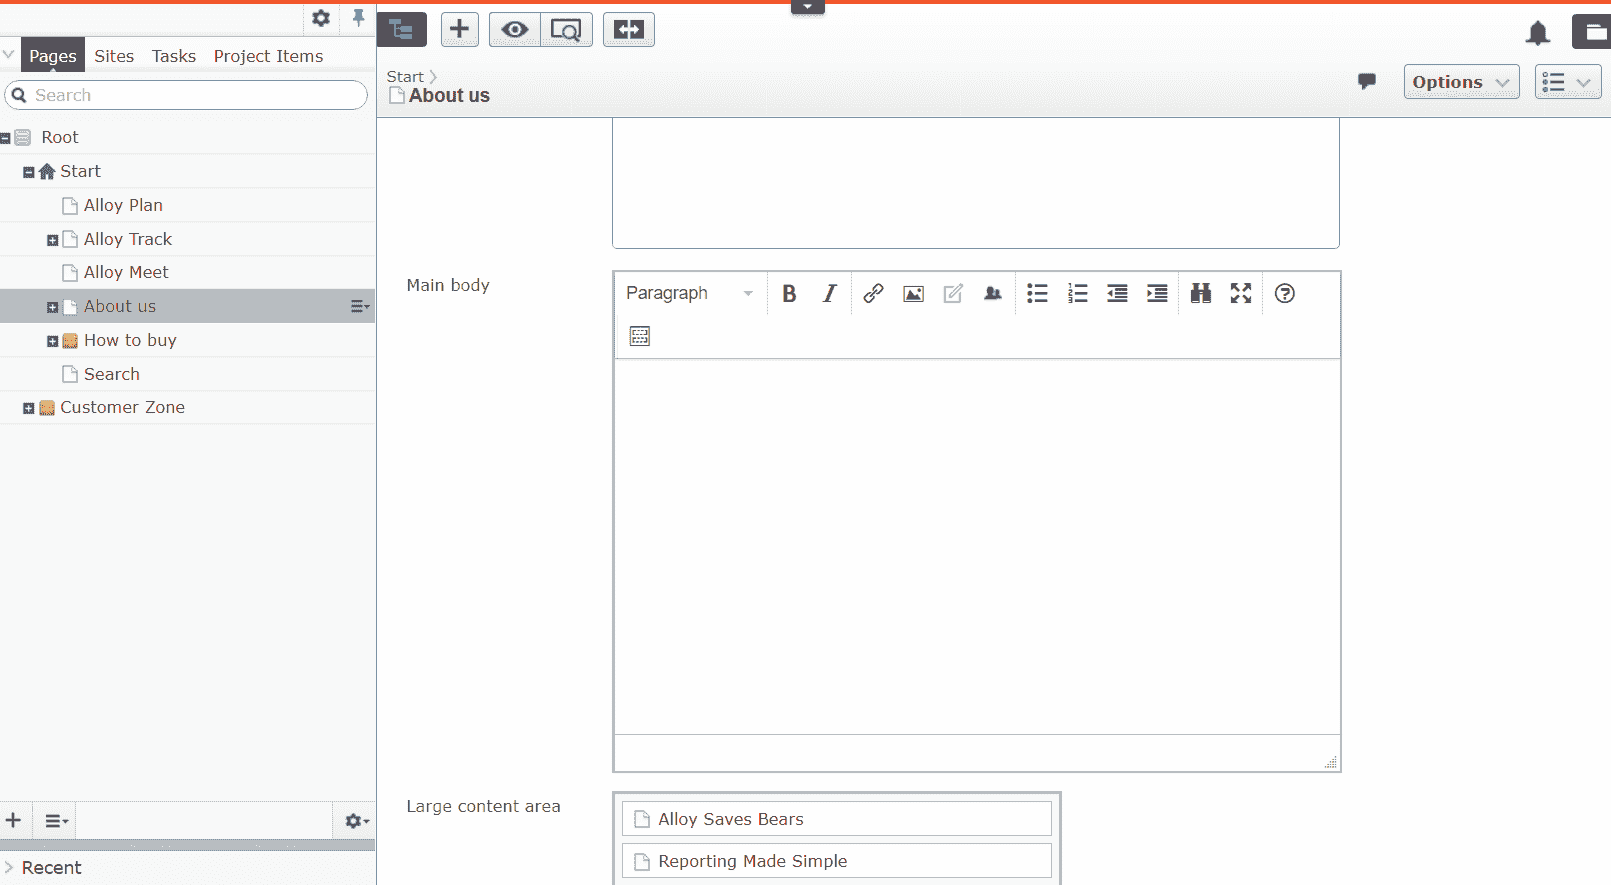 Pages Sites Tasks Project Items
Search
Root
Start
Alloy Plan
Alloy Track
Alloy Meet
About us
How to buy
Search
Customer Zone
Recent
Start
About us
Options
Main body
Paragraph
Large content area
Alloy Saves Bears
Reporting Made Simple